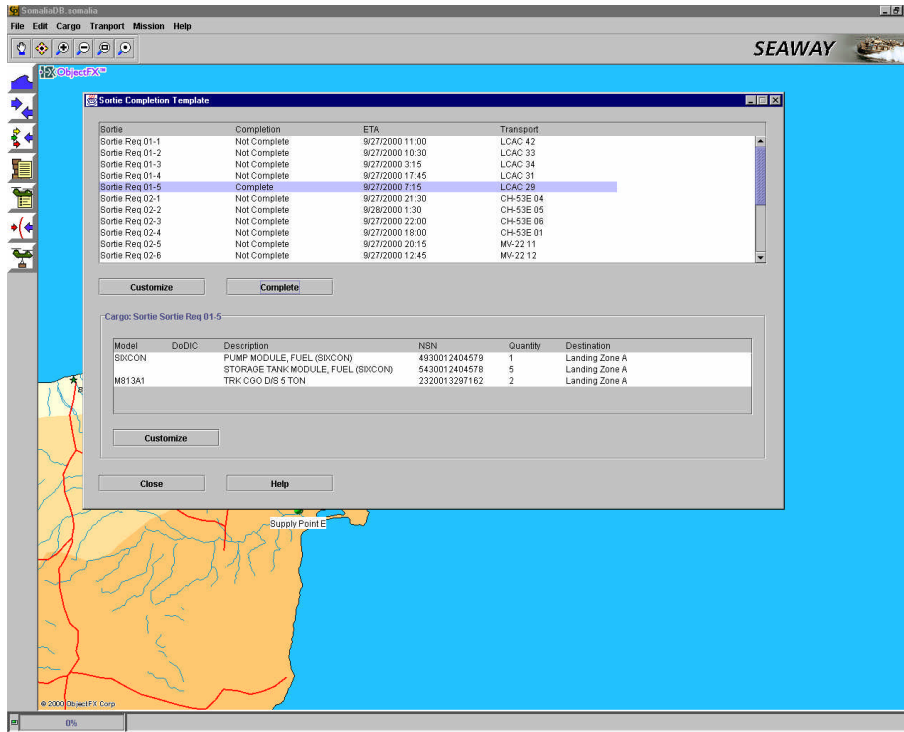 SomaliaDB.somalia
File Edit Cargo Tranport Mission Help
SEAWAY
ObjectFX™
Sortie Completion Template
Sortie Completion ETA Transport
Sortie Req 01-1 Not Complete 9/27/2000 11:00 LCAC 42
Sortie Req 01-2 Not Complete 9/27/2000 10:30 LCAC 33
Sortie Req 01-3 Not Complete 9/27/2000 3:15 LCAC 34
Sortie Req 01-4 Not Complete 9/27/2000 17:45 LCAC 31
Sortie Req 01-5 Complete 9/27/2000 7:15 LCAC 29
Sortie Req 02-1 Not Complete 9/27/2000 21:30 CH-53E 04
Sortie Req 02-2 Not Complete 9/28/2000 1:30 CH-53E 05
Sortie Req 02-3 Not Complete 9/27/2000 22:00 CH-53E 06
Sortie Req 02-4 Not Complete 9/27/2000 18:00 CH-53E 01
Sortie Req 02-5 Not Complete 9/27/2000 20:15 MV-22 11
Sortie Req 02-6 Not Complete 9/27/2000 12:45 MV-22 12
Customize Complete
Cargo: Sortie Sortie Req 01-5
Model DoDIC Description NSN Quantity Destination
SIXCON PUMP MODULE, FUEL (SIXCON) 4930012404579 1 Landing Zone A
STORAGE TANK MODULE, FUEL (SIXCON) 5430012404578 5 Landing Zone A
M813A1 TRK CGO D/S 5 TON 2320013297162 2 Landing Zone A
Customize
Close Help
Supply Point E
© 2000 ObjectFX Corp
0%